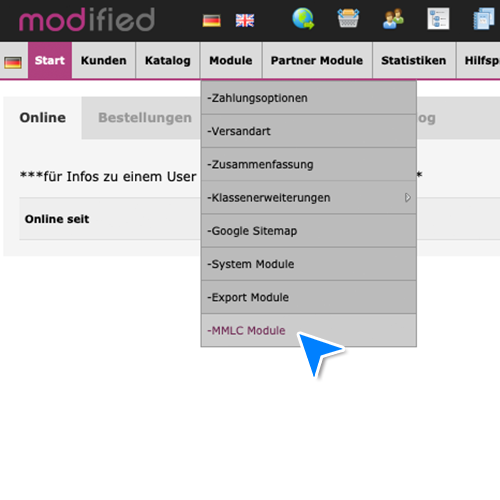 modified
Start Kunden Katalog Module Partner Module Statistiken Hilfsp
Online Bestellungen og
-Zahlungsoptionen
-Versandart
***für Infos zu einem User *
-Zusammenfassung
-Klassenerweiterungen
Online seit
-Google Sitemap
-System Module
-Export Module
-MMLC Module